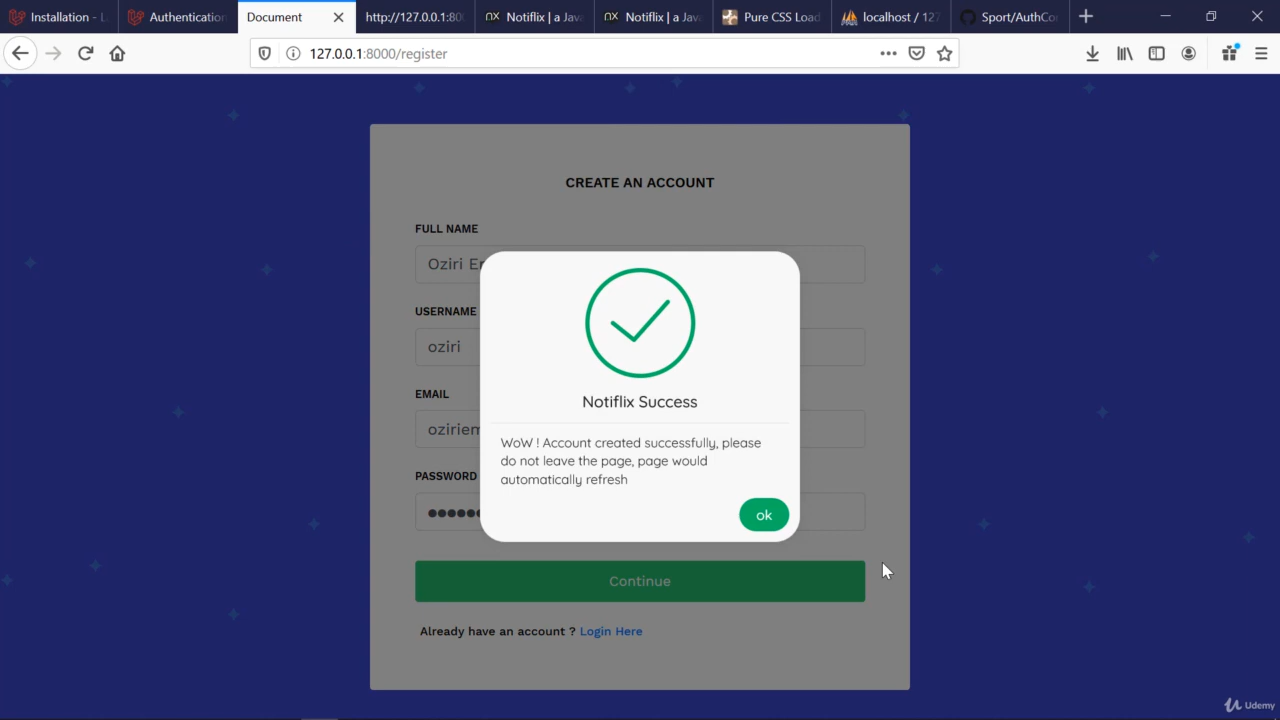 Installation - L
Authentication
Document
http://127.0.0.1:800
Notiflix | a Java
Notiflix | a Java
Pure CSS Load
localhost / 127
Sport/AuthCo
127.0.0.1:8000/register
CREATE AN ACCOUNT
FULL NAME
Oziri E
USERNAME
oziri
EMAIL
oziriem
PASSWORD
Notiflix Success
WoW ! Account created successfully, please
do not leave the page, page would
automatically refresh
ok
Continue
Already have an account ? Login Here
Udemy